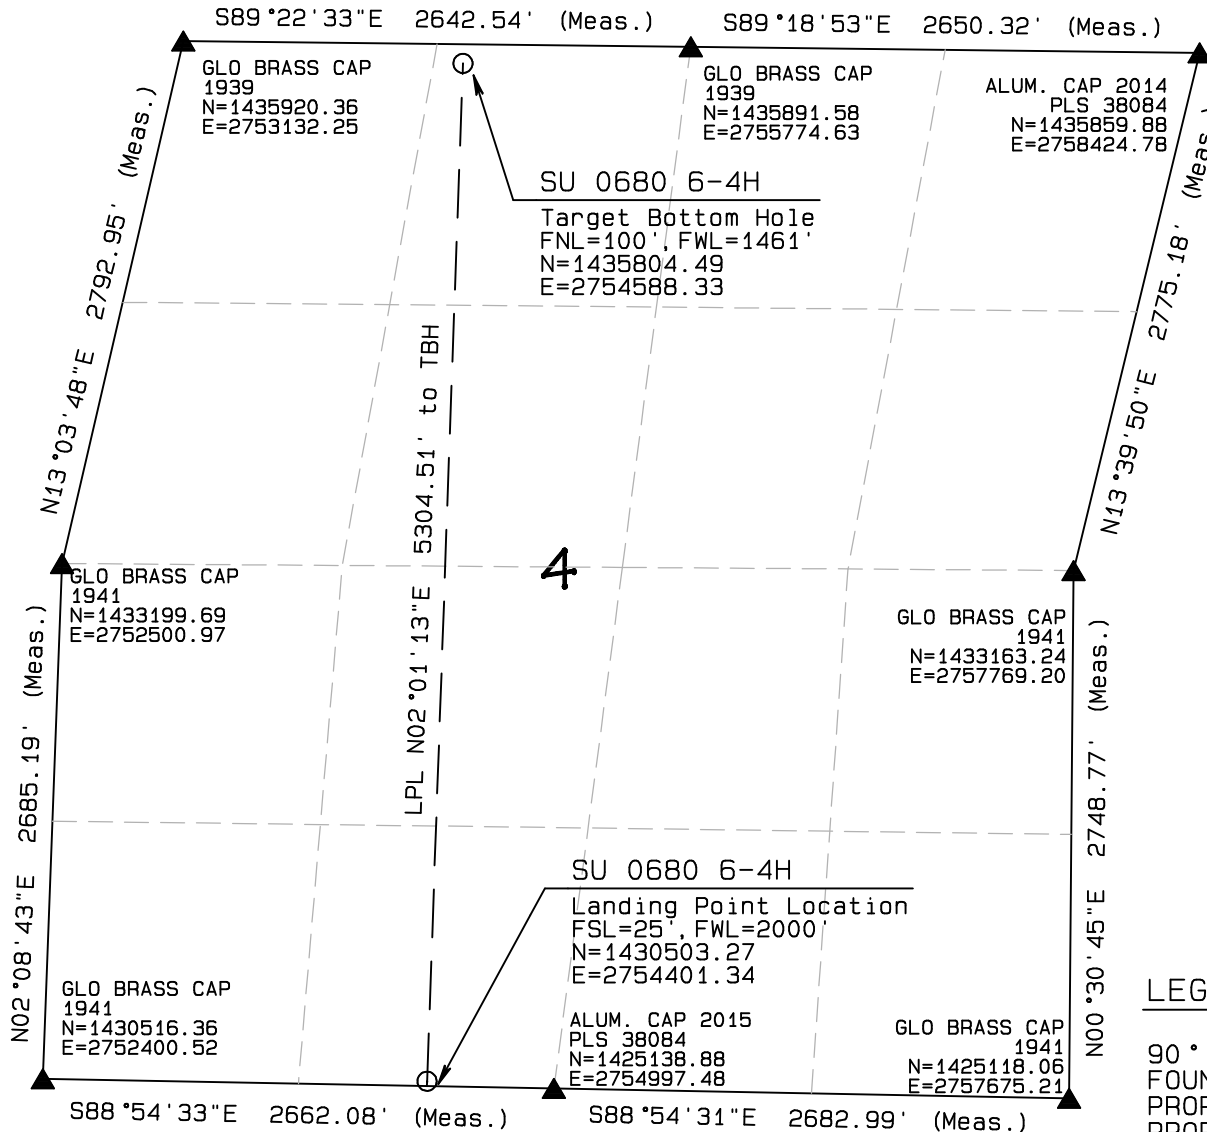 S89°22'33"E 2642.54' (Meas.)
S89°18'53"E 2650.32' (Meas.)
GLO BRASS CAP
1939
N=1435920.36
E=2753132.25
GLO BRASS CAP
1939
N=1435891.58
E=2755774.63
ALUM. CAP 2014
PLS 38084
N=1435859.88
E=2758424.78
N13°03'48"E 2792.95' (Meas.)
SU 0680 6-4H
Target Bottom Hole
FNL=100', FWL=1461'
N=1435804.49
E=2754588.33
N13°39'50"E 2775.18' (Meas.
LPL N02°01'13"E 5304.51' to TBH
4
GLO BRASS CAP
1941
N=1433199.69
E=2752500.97
GLO BRASS CAP
1941
N=1433163.24
E=2757769.20
N02°08'43"E 2685.19' (Meas.)
N00°30'45"E 2748.77' (Meas.)
SU 0680 6-4H
Landing Point Location
FSL=25', FWL=2000'
N=1430503.27
E=2754401.34
GLO BRASS CAP
1941
N=1430516.36
E=2752400.52
ALUM. CAP 2015
PLS 38084
N=1425138.88
E=2754997.48
GLO BRASS CAP
1941
N=1425118.06
E=2757675.21
S88°54'33"E 2662.08' (Meas.)
S88°54'31"E 2682.99' (Meas.)
LEG
90°
FOUN
PROP